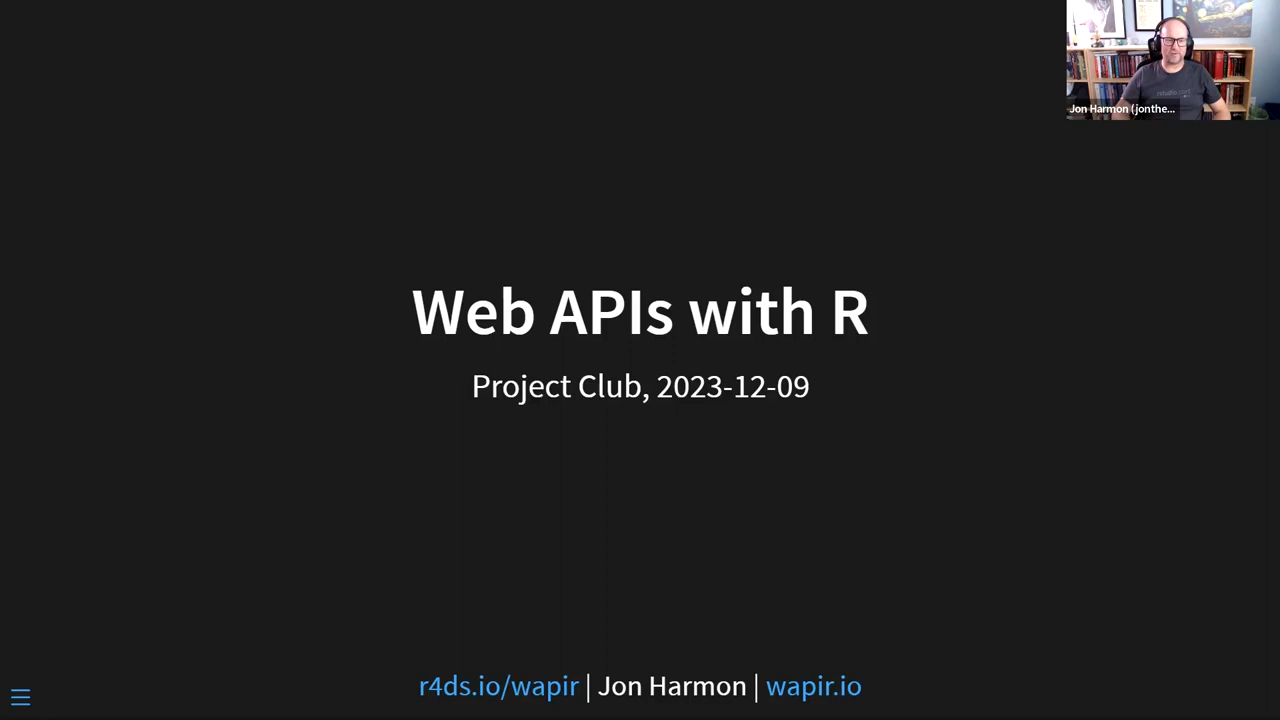 Jon Harmon (jonthe...
Web APIs with R
Project Club, 2023-12-09
r4ds.io/wapir | Jon Harmon | wapir.io